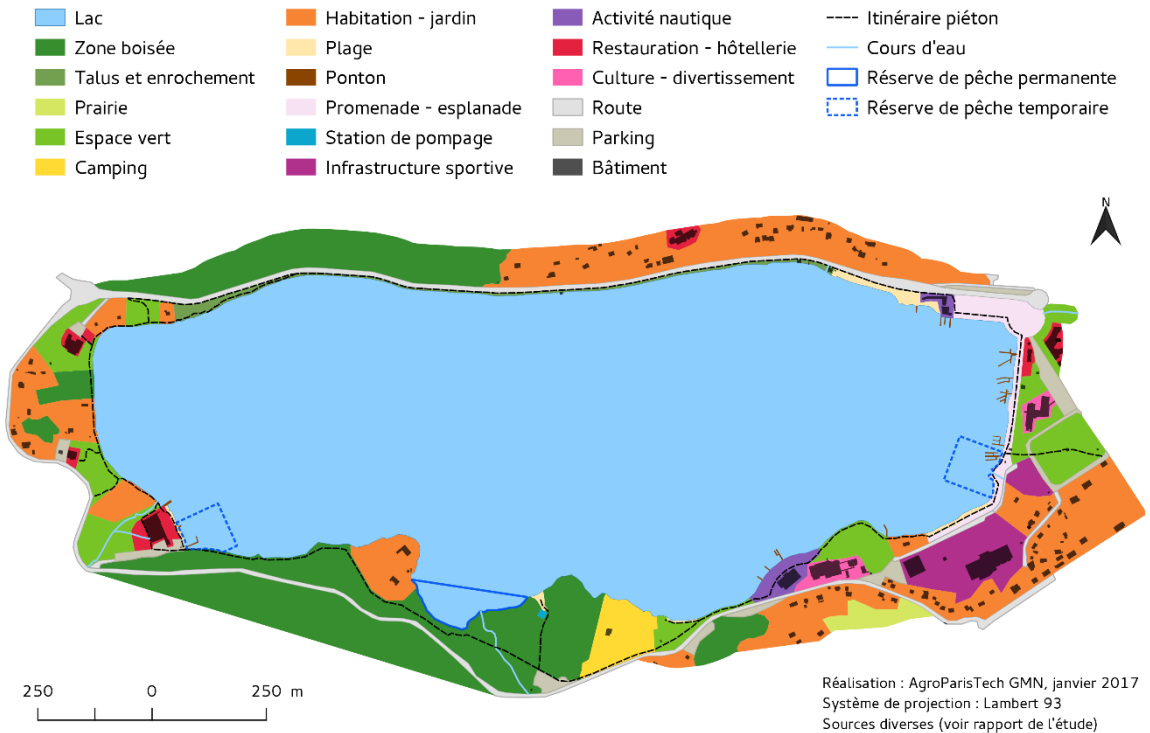 Lac
Zone boisée
Talus et enrochement
Prairie
Espace vert
Camping
Habitation - jardin
Plage
Ponton
Promenade - esplanade
Station de pompage
Infrastructure sportive
Activité nautique
Restauration - hôtellerie
Culture - divertissement
Route
Parking
Bâtiment
Itinéraire piéton
Cours d'eau
Réserve de pêche permanente
Réserve de pêche temporaire
N
250 0 250 m
Réalisation : AgroParisTech GMN, janvier 2017
Système de projection : Lambert 93
Sources diverses (voir rapport de l'étude)